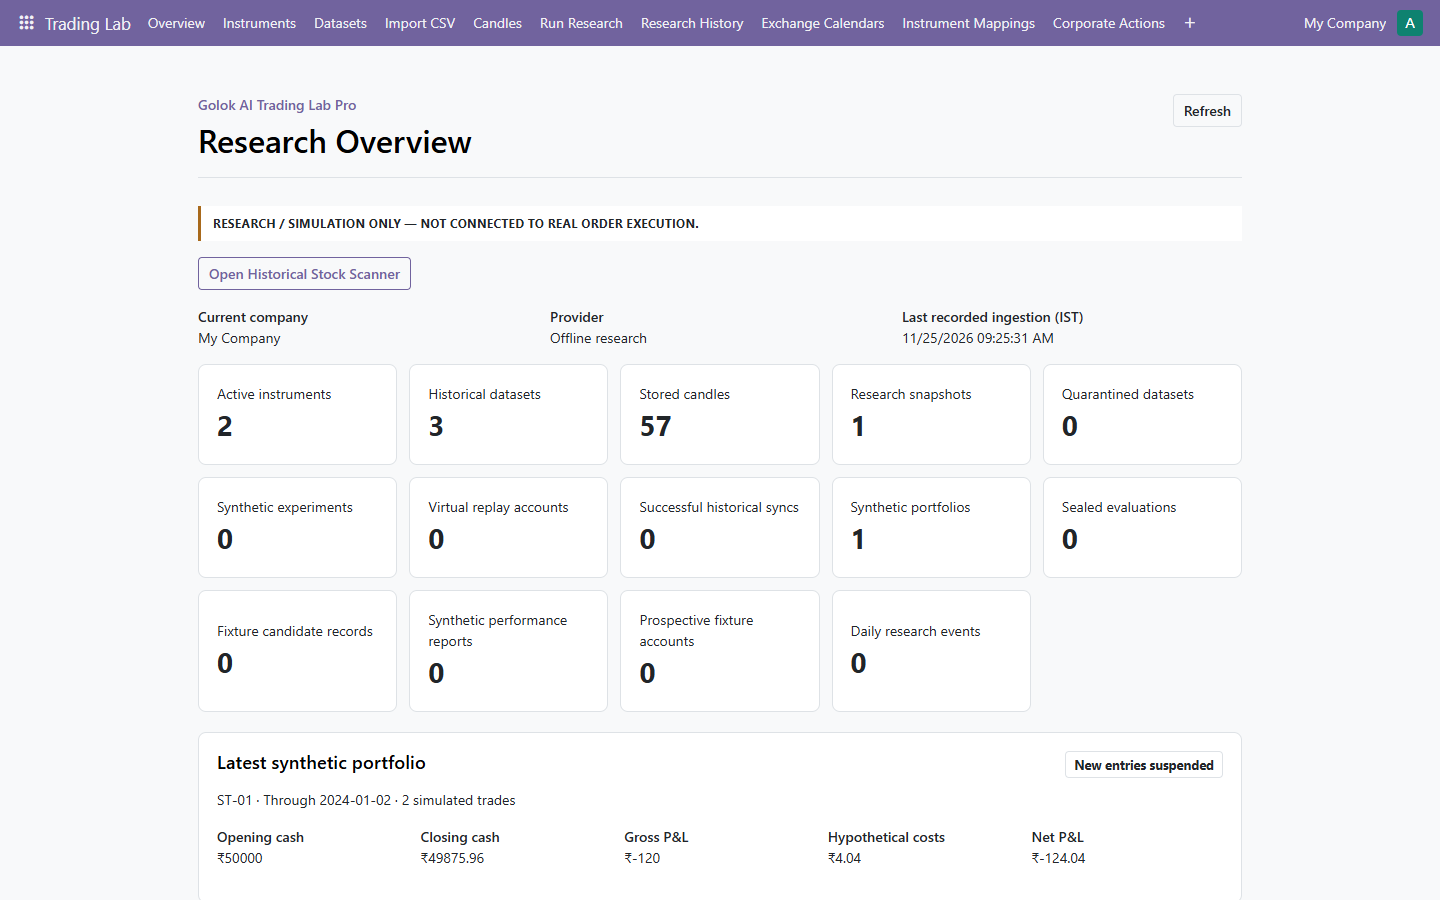 Trading Lab Overview Instruments Datasets Import CSV Candles Run Research Research History Exchange Calendars Instrument Mappings Corporate Actions + My Company A
Golok AI Trading Lab Pro
Refresh
Research Overview
RESEARCH / SIMULATION ONLY — NOT CONNECTED TO REAL ORDER EXECUTION.
Open Historical Stock Scanner
Current company Provider Last recorded ingestion (IST)
My Company Offline research 11/25/2026 09:25:31 AM
Active instruments Historical datasets Stored candles Research snapshots Quarantined datasets
2 3 57 1 0
Synthetic experiments Virtual replay accounts Successful historical syncs Synthetic portfolios Sealed evaluations
0 0 0 1 0
Fixture candidate records
0
Synthetic performance
reports
0
Prospective fixture
accounts
0
Daily research events
0
Latest synthetic portfolio New entries suspended
ST-01 · Through 2024-01-02 · 2 simulated trades
Opening cash Closing cash Gross P&L Hypothetical costs Net P&L
₹50000 ₹49875.96 ₹-120 ₹4.04 ₹-124.04